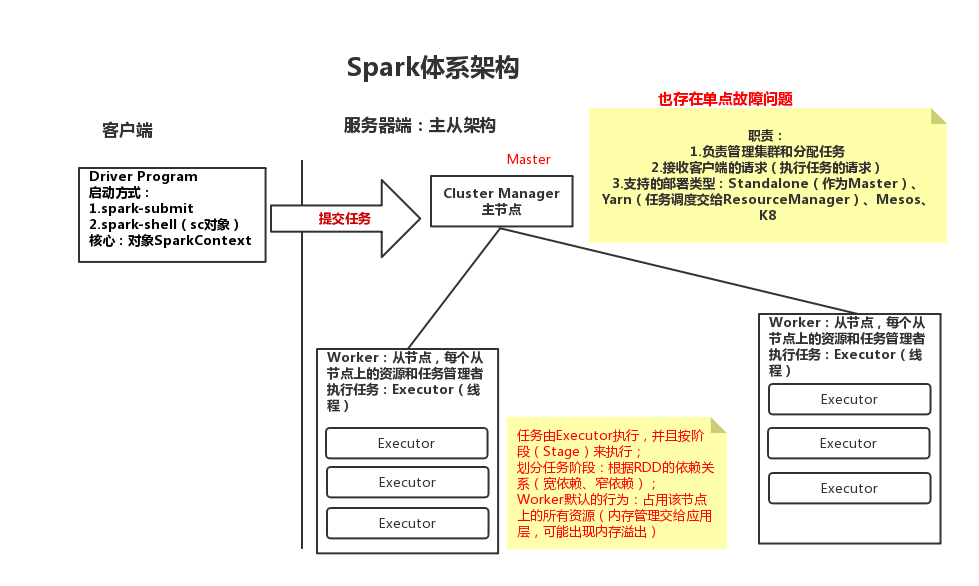 Spark体系架构
客户端
服务器端：主从架构
也存在单点故障问题
职责：
1.负责管理集群和分配任务
2.接收客户端的请求（执行任务的请求）
3.支持的部署类型：Standalone（作为Master）、
Yarn（任务调度交给ResourceManager）、Mesos、
K8
Master
Driver Program
启动方式：
1.spark-submit
2.spark-shell（sc对象）
核心：对象SparkContext
提交任务
Cluster Manager
主节点
Worker：从节点，每个从
节点上的资源和任务管理者
执行任务：Executor（线
程）
Executor
Executor
Executor
任务由Executor执行，并且按阶
段（Stage）来执行；
划分任务阶段：根据RDD的依赖关
系（宽依赖、窄依赖）；
Worker默认的行为：占用该节点
上的所有资源（内存管理交给应用
层，可能出现内存溢出）
Worker：从节点，每个从
节点上的资源和任务管理者
执行任务：Executor（线
程）
Executor
Executor
Executor